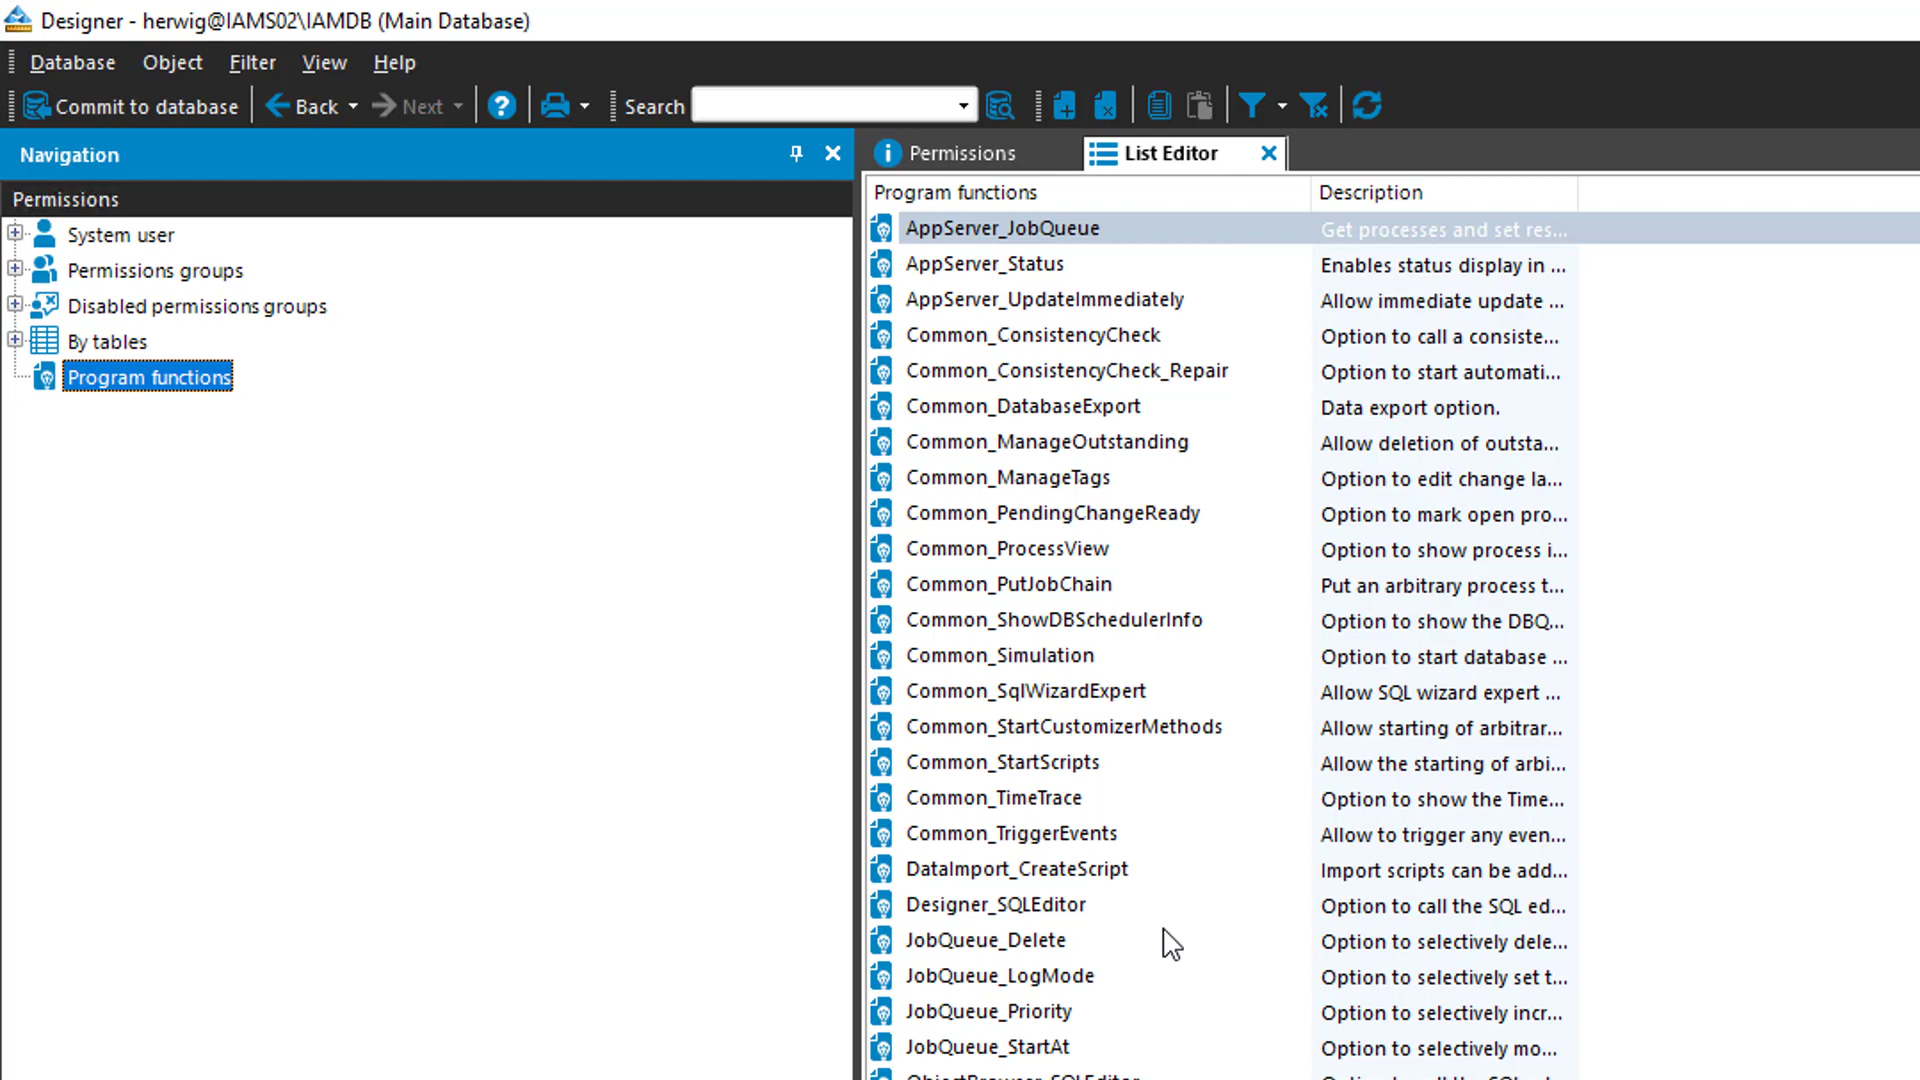 Designer - herwig@IAMS02\IAMDB (Main Database)
Database Object Filter View Help
Commit to database Back Next Search
Navigation
Permissions
System user
Permissions groups
Disabled permissions groups
By tables
Program functions
Permissions List Editor
Program functions Description
AppServer_JobQueue Get processes and set res...
AppServer_Status Enables status display in ...
AppServer_UpdateImmediately Allow immediate update ...
Common_ConsistencyCheck Option to call a consiste...
Common_ConsistencyCheck_Repair Option to start automati...
Common_DatabaseExport Data export option.
Common_ManageOutstanding Allow deletion of outsta...
Common_ManageTags Option to edit change la...
Common_PendingChangeReady Option to mark open pro...
Common_ProcessView Option to show process i...
Common_PutJobChain Put an arbitrary process t...
Common_ShowDBSchedulerInfo Option to show the DBQ...
Common_Simulation Option to start database ...
Common_SqlWizardExpert Allow SQL wizard expert ...
Common_StartCustomizerMethods Allow starting of arbitrar...
Common_StartScripts Allow the starting of arbi...
Common_TimeTrace Option to show the Time...
Common_TriggerEvents Allow to trigger any even...
DataImport_CreateScript Import scripts can be add...
Designer_SQLEditor Option to call the SQL ed...
JobQueue_Delete Option to selectively dele...
JobQueue_LogMode Option to selectively set t...
JobQueue_Priority Option to selectively incr...
JobQueue_StartAt Option to selectively mo...